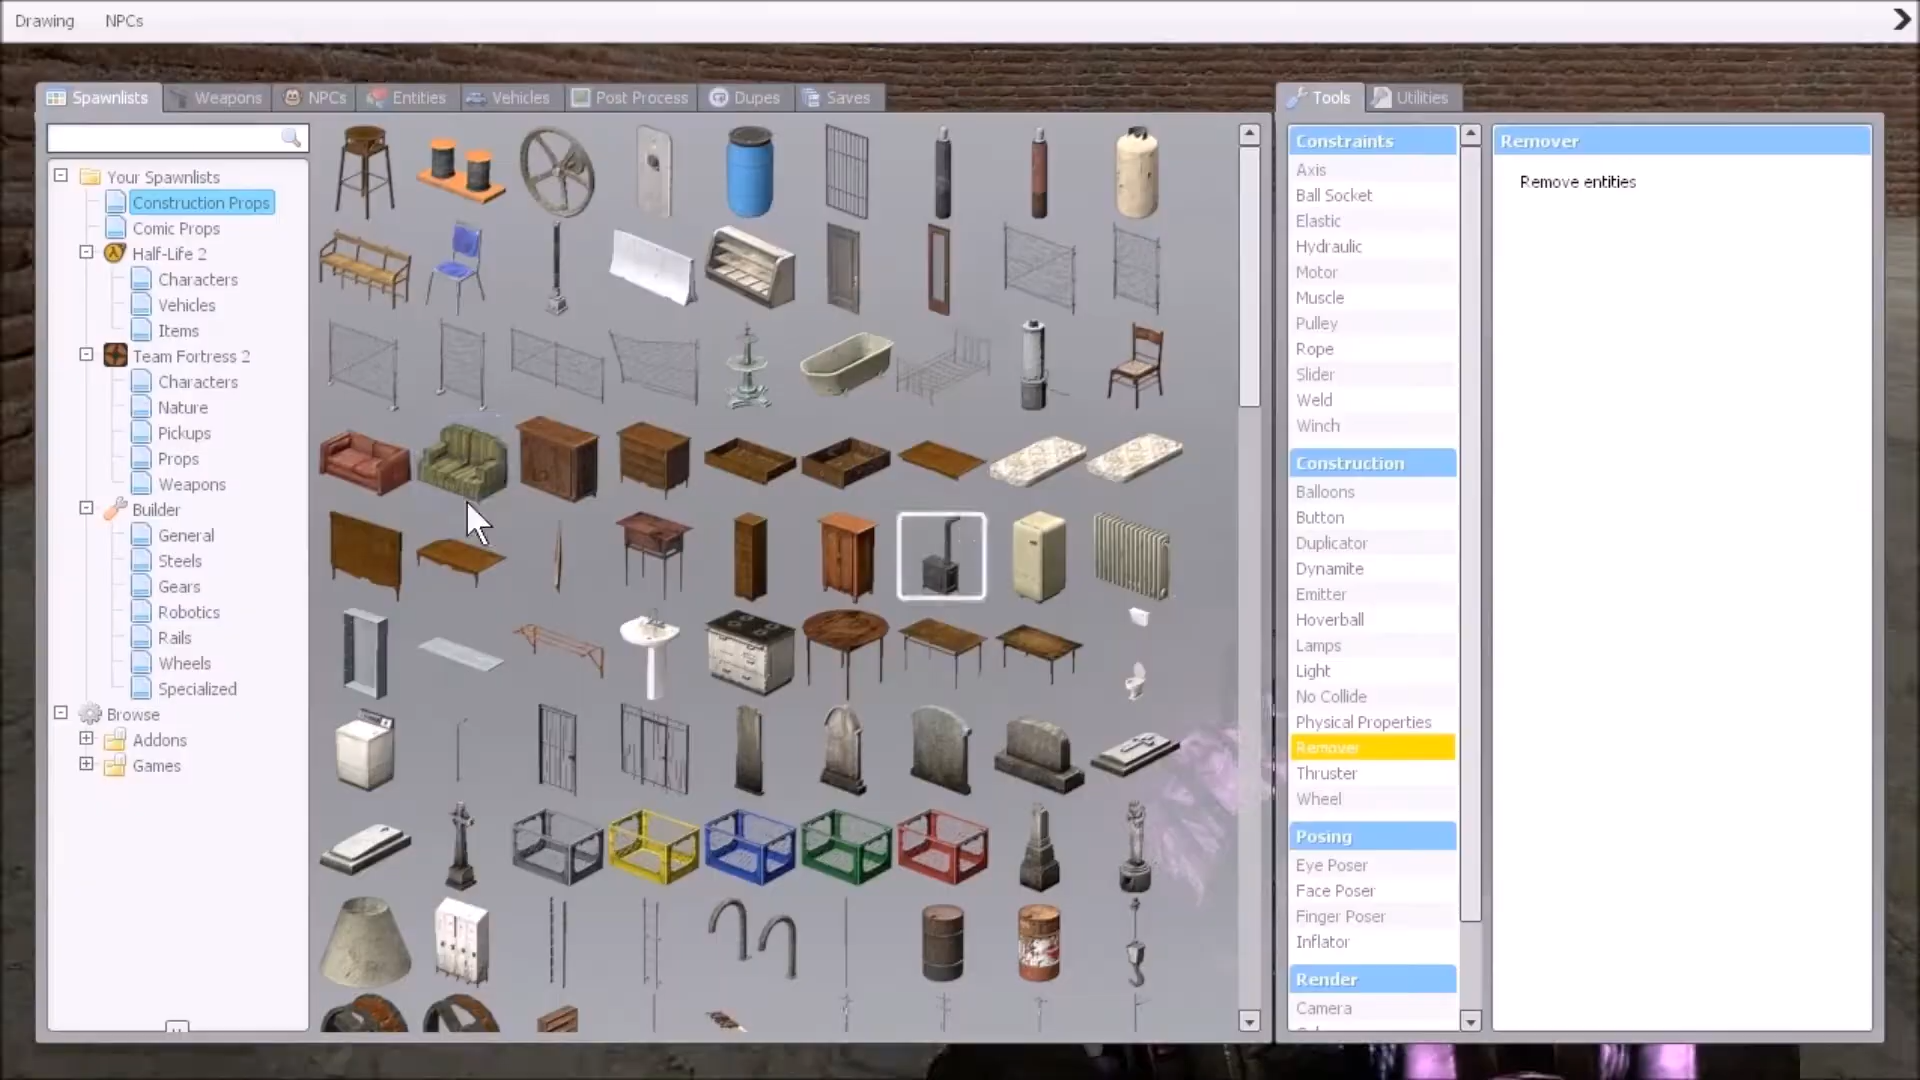 Drawing NPCs
Spawnlists Weapons NPCs Entities Vehicles Post Process Dupes Saves
Your Spawnlists
Construction Props
Comic Props
Half-Life 2
Characters
Vehicles
Items
Team Fortress 2
Characters
Nature
Pickups
Props
Weapons
Builder
General
Steels
Gears
Robotics
Rails
Wheels
Specialized
Browse
Addons
Games
Tools Utilities
Constraints
Axis
Ball Socket
Elastic
Hydraulic
Motor
Muscle
Pulley
Rope
Slider
Weld
Winch
Construction
Balloons
Button
Duplicator
Dynamite
Emitter
Hoverball
Lamps
Light
No Collide
Physical Properties
Remover
Thruster
Wheel
Posing
Eye Poser
Face Poser
Finger Poser
Inflator
Render
Camera
Remover
Remove entities